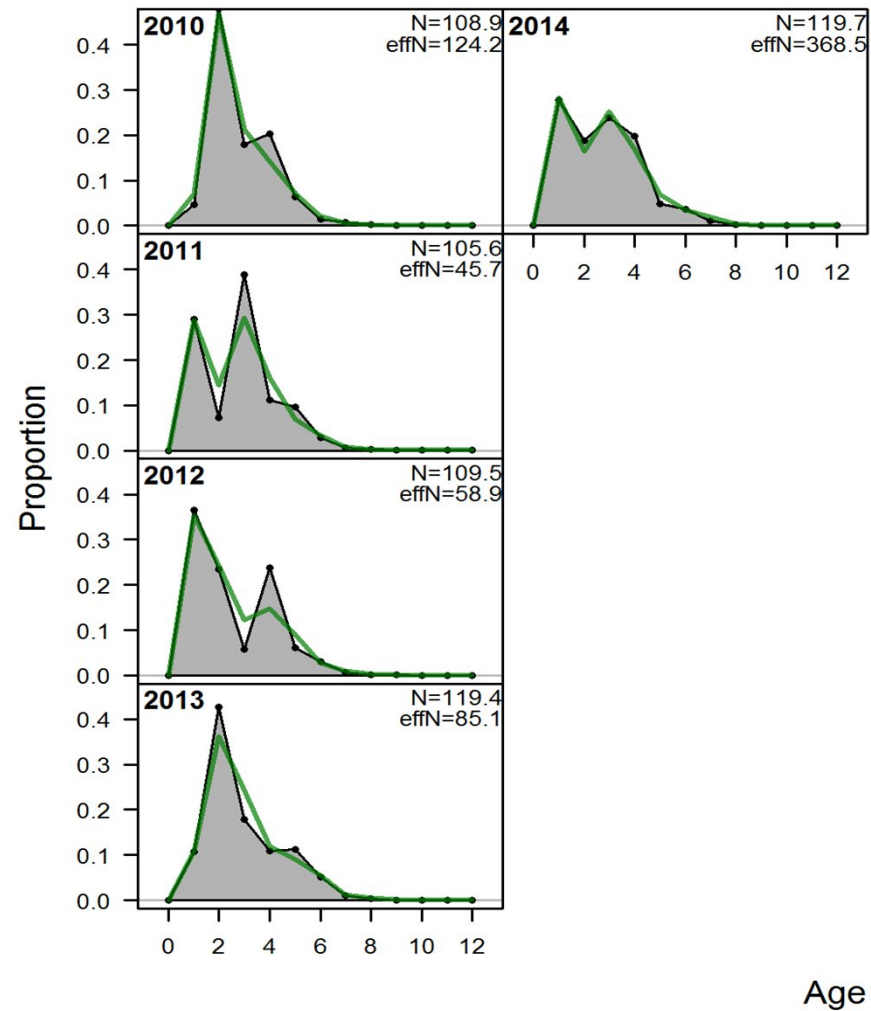 2010
N=108.9
effN=124.2
0.4
0.3
0.2
0.1
0.0
2014
N=119.7
effN=368.5
0 2 4 6 8 10 12
2011
N=105.6
effN=45.7
0.4
0.3
0.2
0.1
0.0
2012
N=109.5
effN=58.9
0.4
0.3
0.2
0.1
0.0
2013
N=119.4
effN=85.1
0.4
0.3
0.2
0.1
0.0
0 2 4 6 8 10 12
Proportion
Age